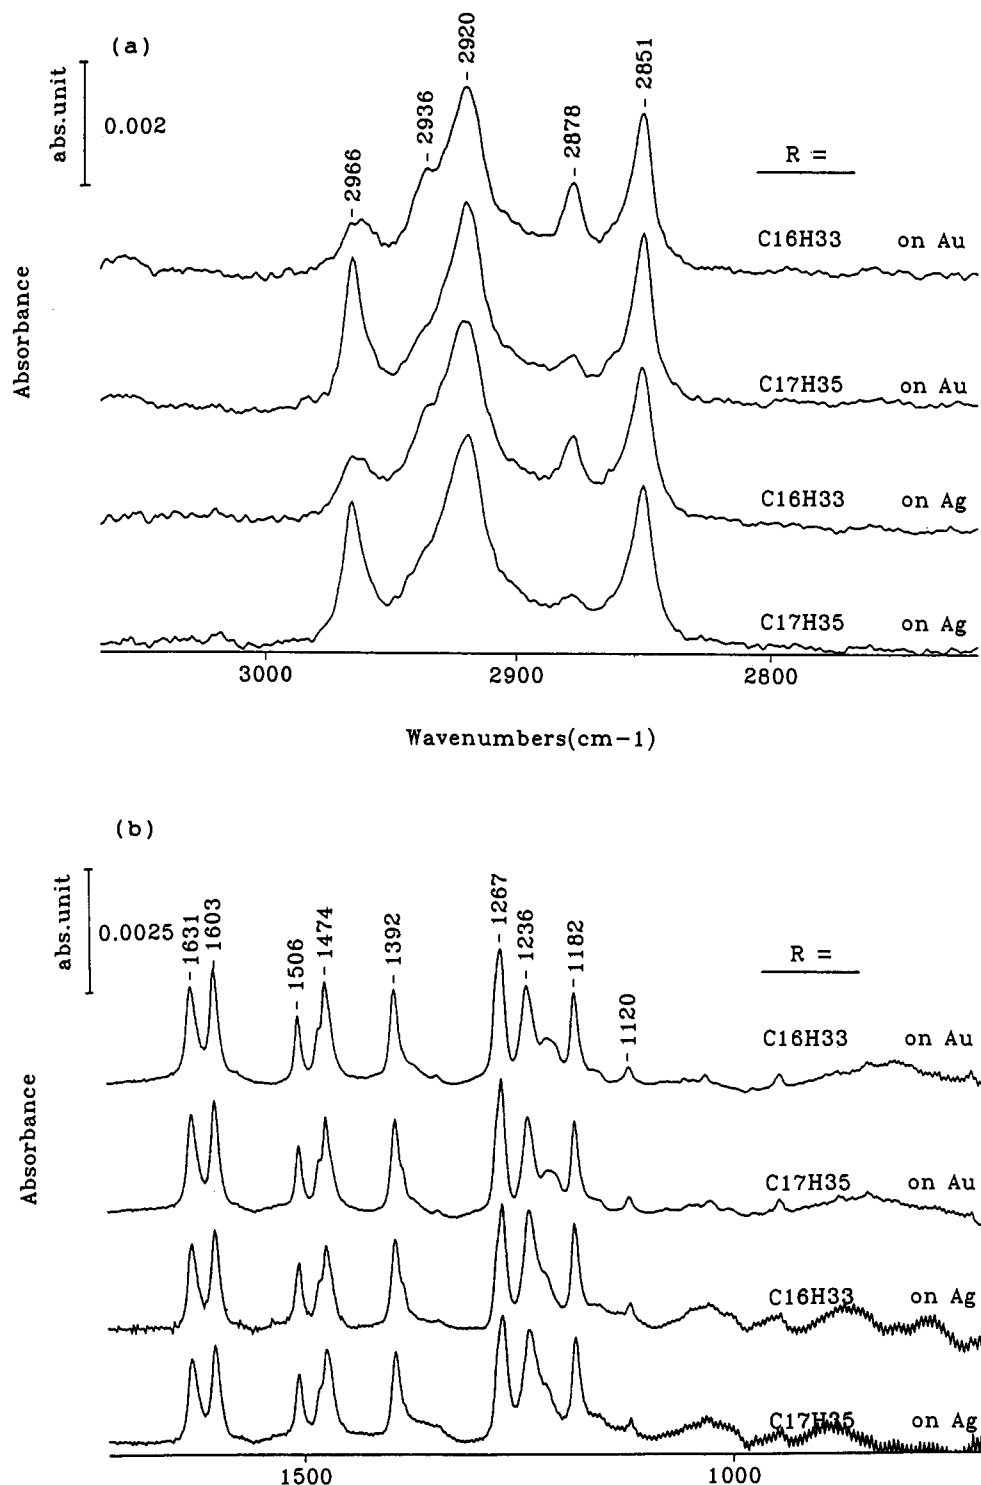 (a)
abs.unit
0.002
2966
2936
2920
2878
2851
R =
C16H33 on Au
C17H35 on Au
C16H33 on Ag
C17H35 on Ag
Absorbance
3000 2900 2800
Wavenumbers(cm-1)
(b)
abs.unit
0.0025
1631
1603
1506
1474
1392
1267
1236
1182
1120
R =
C16H33 on Au
C17H35 on Au
C16H33 on Ag
C17H35 on Ag
Absorbance
1500 1000